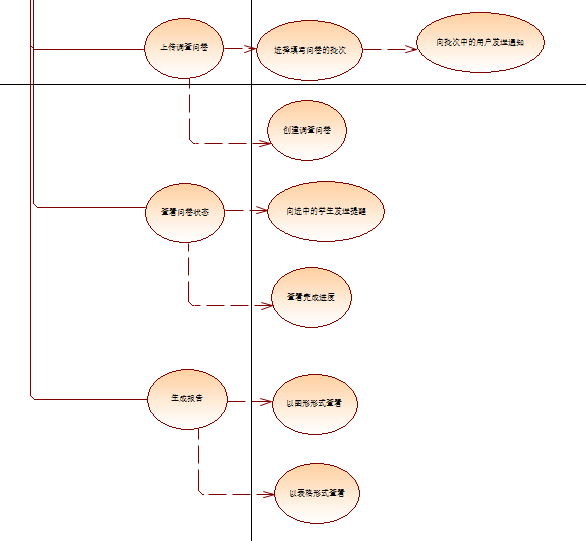 上传调查问卷
选择填写问卷的批次
向批次中的用户发送通知
创建调查问卷
查看问卷状态
向选中的学生发送提醒
查看完成进度
生成报告
以图形形式查看
以表格形式查看